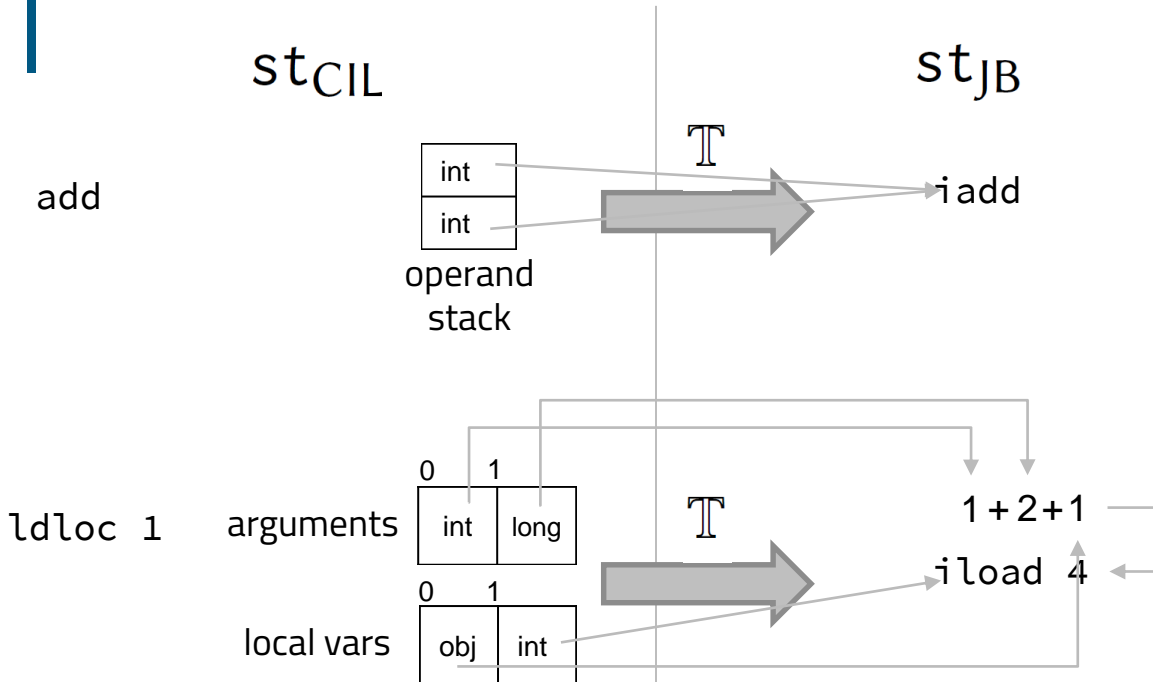 st_CIL st_JB
𝕋
int
add iadd
int
operand
stack
0 1
1+2+1
ldloc 1 arguments int long 𝕋
iload 4
0 1
local vars obj int